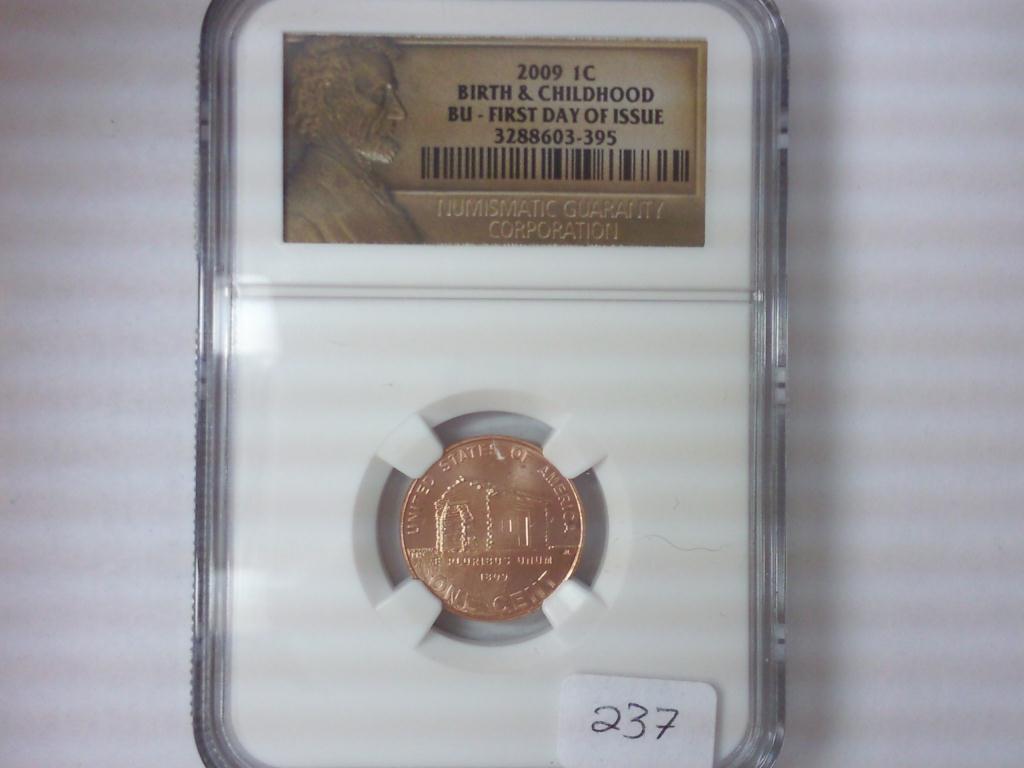 2009 1C
BIRTH & CHILDHOOD
BU - FIRST DAY OF ISSUE
3288603-395
NUMISMATIC GUARANTY
CORPORATION
UNITED STATES OF AMERICA
E PLURIBUS UNUM
1809
ONE CENT
237